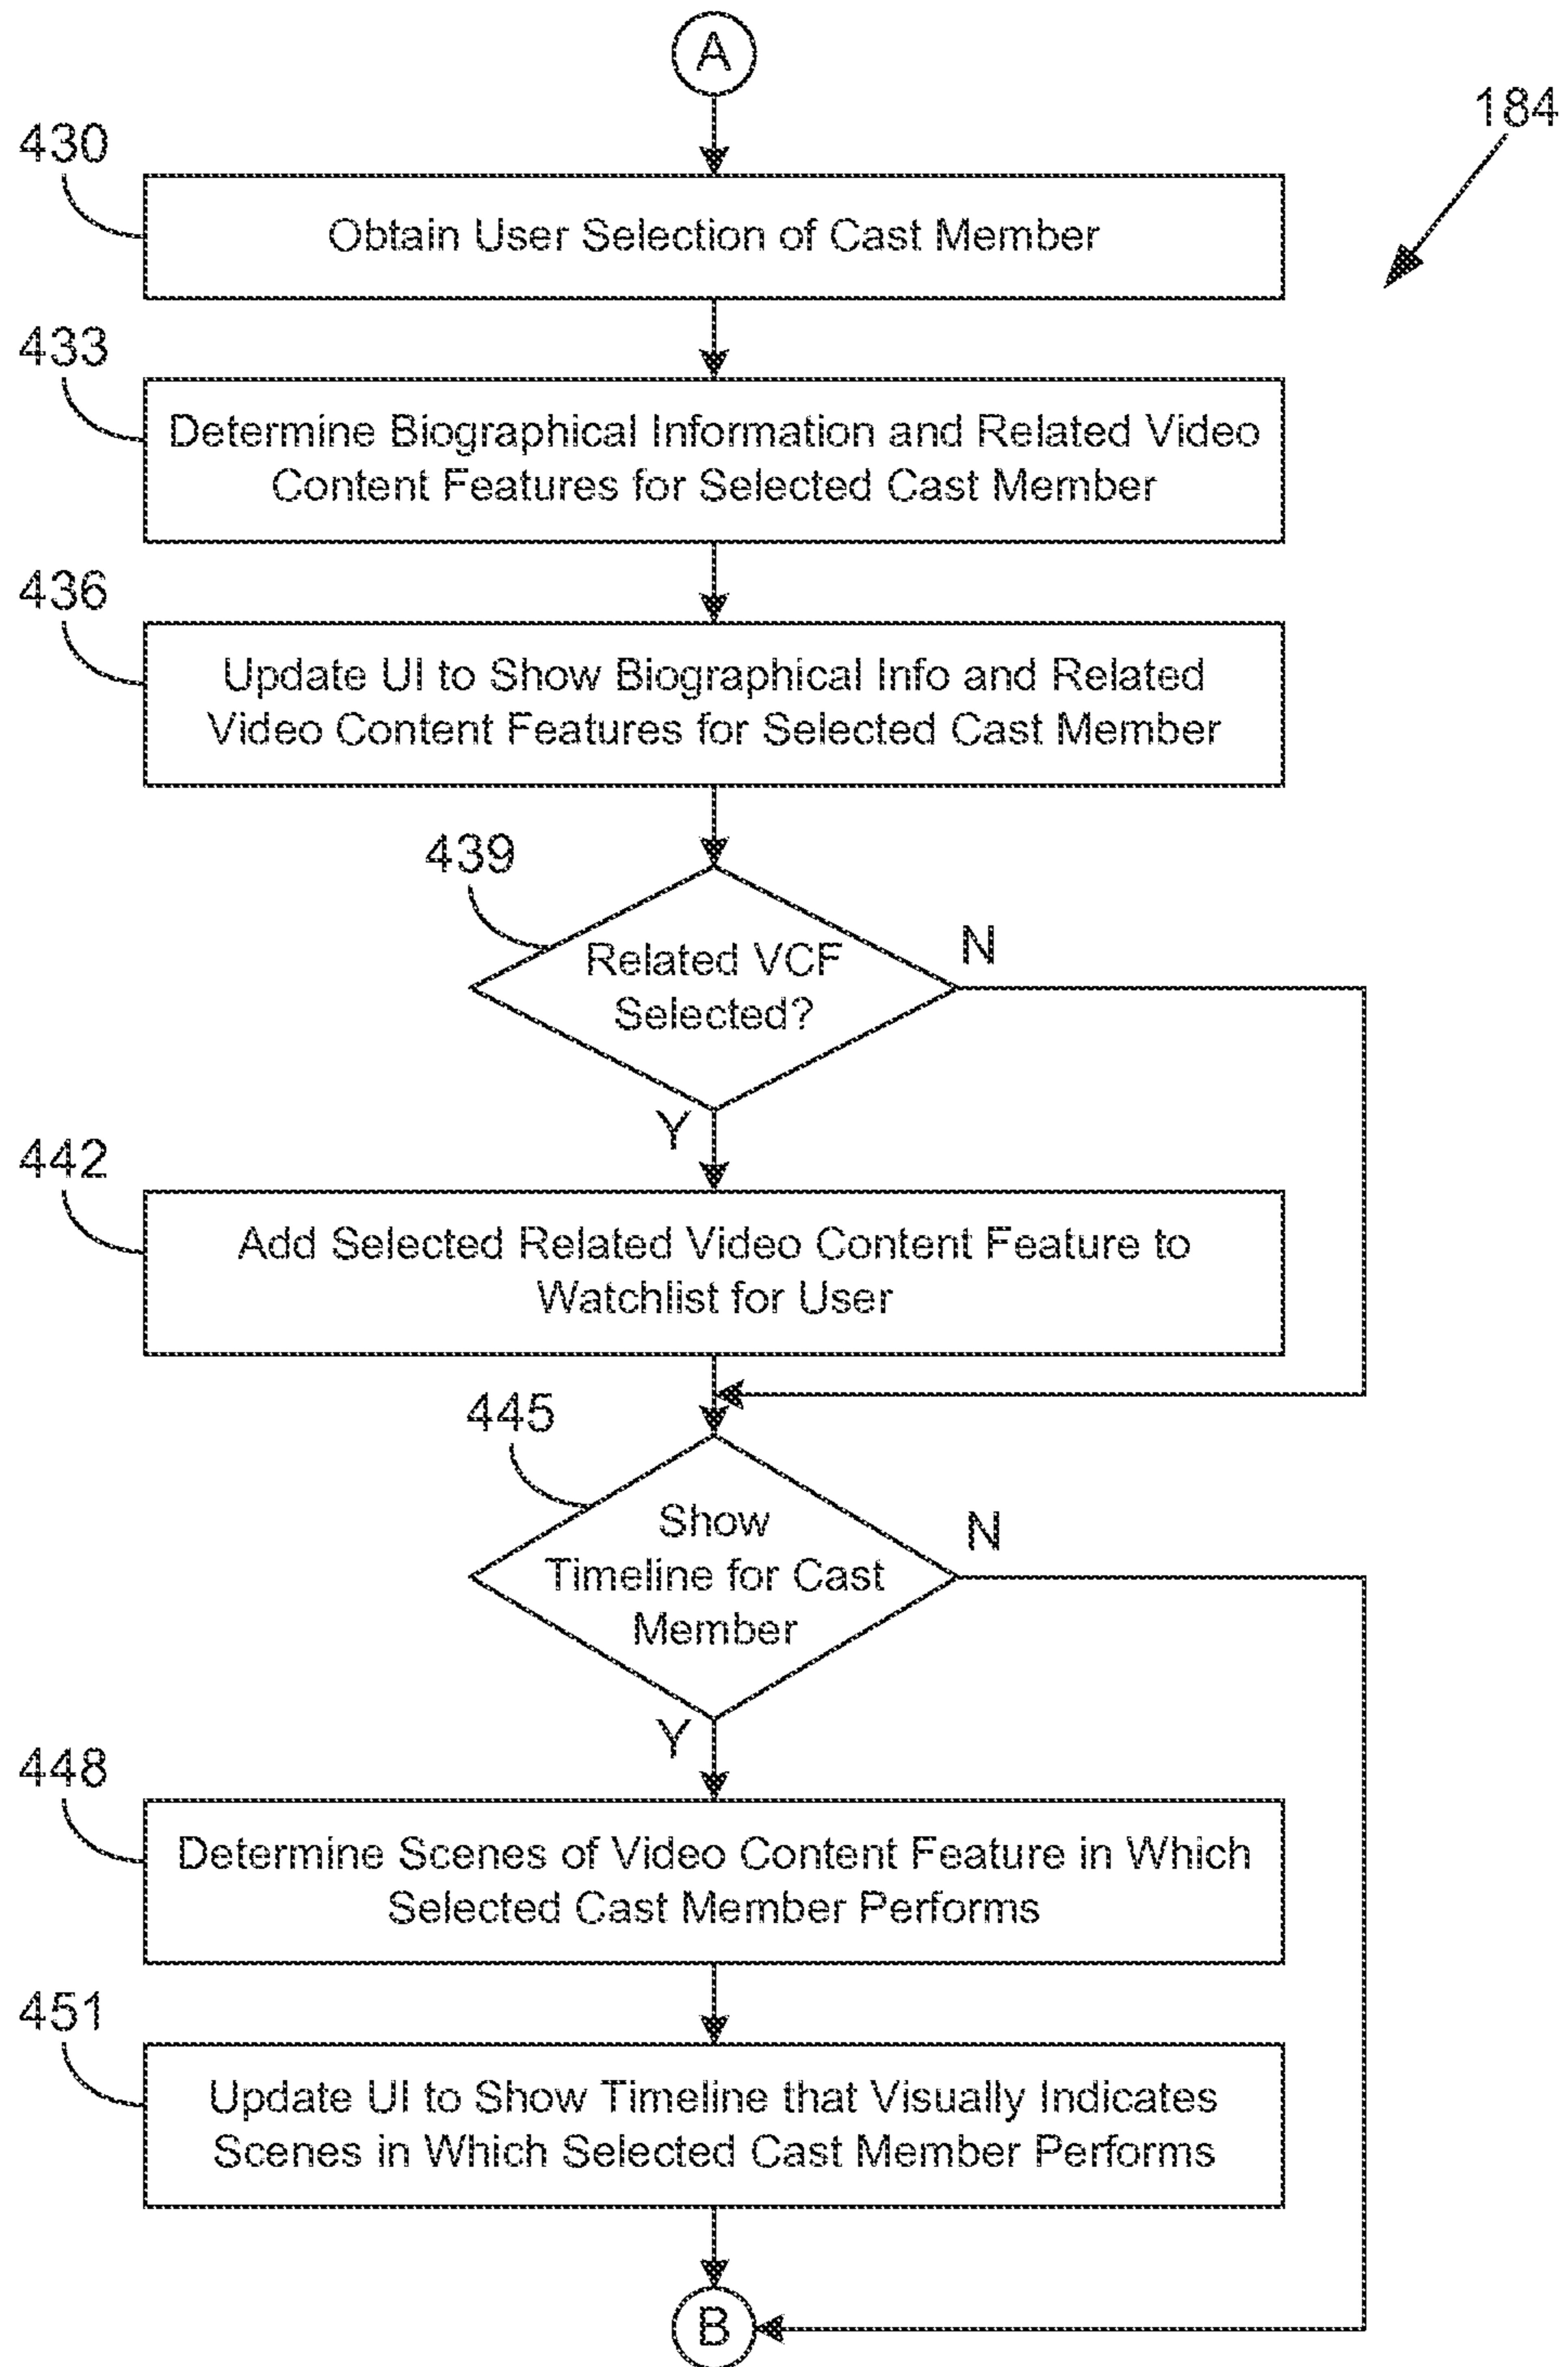 A
184
430
Obtain User Selection of Cast Member
433
Determine Biographical Information and Related Video
Content Features for Selected Cast Member
436
Update UI to Show Biographical Info and Related
Video Content Features for Selected Cast Member
439
Related VCF
Selected?
N
Y
442
Add Selected Related Video Content Feature to
Watchlist for User
445
Show
Timeline for Cast
Member
N
Y
448
Determine Scenes of Video Content Feature in Which
Selected Cast Member Performs
451
Update UI to Show Timeline that Visually Indicates
Scenes in Which Selected Cast Member Performs
B